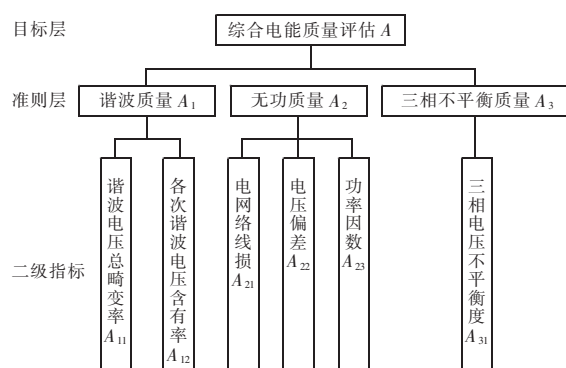 目标层
综合电能质量评估 A
准则层
谐波质量 A₁
无功质量 A₂
三相不平衡质量 A₃
二级指标
谐波电压总畸变率 A₁₁
各次谐波电压含有率 A₁₂
电网络线损 A₂₁
电压偏差 A₂₂
功率因数 A₂₃
三相电压不平衡度 A₃₁